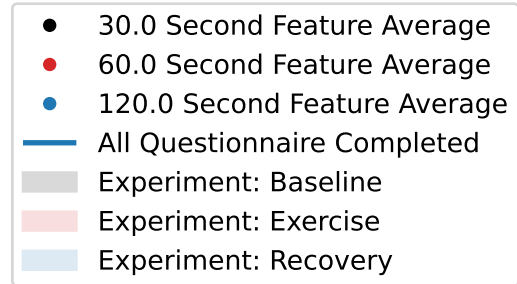 30.0 Second Feature Average
60.0 Second Feature Average
120.0 Second Feature Average
All Questionnaire Completed
Experiment: Baseline
Experiment: Exercise
Experiment: Recovery